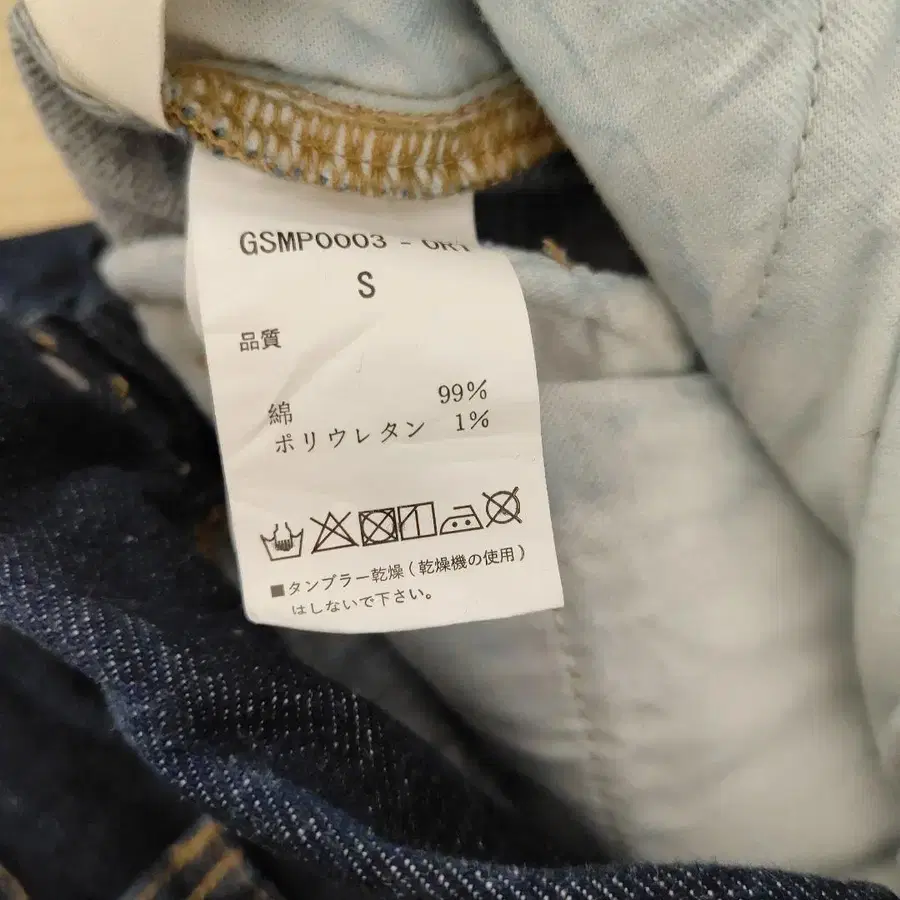 GSMP0003 -
S
品質
綿 99%
ポリウレタン 1%
■タンブラー乾燥(乾燥機の使用)
はしないで下さい。